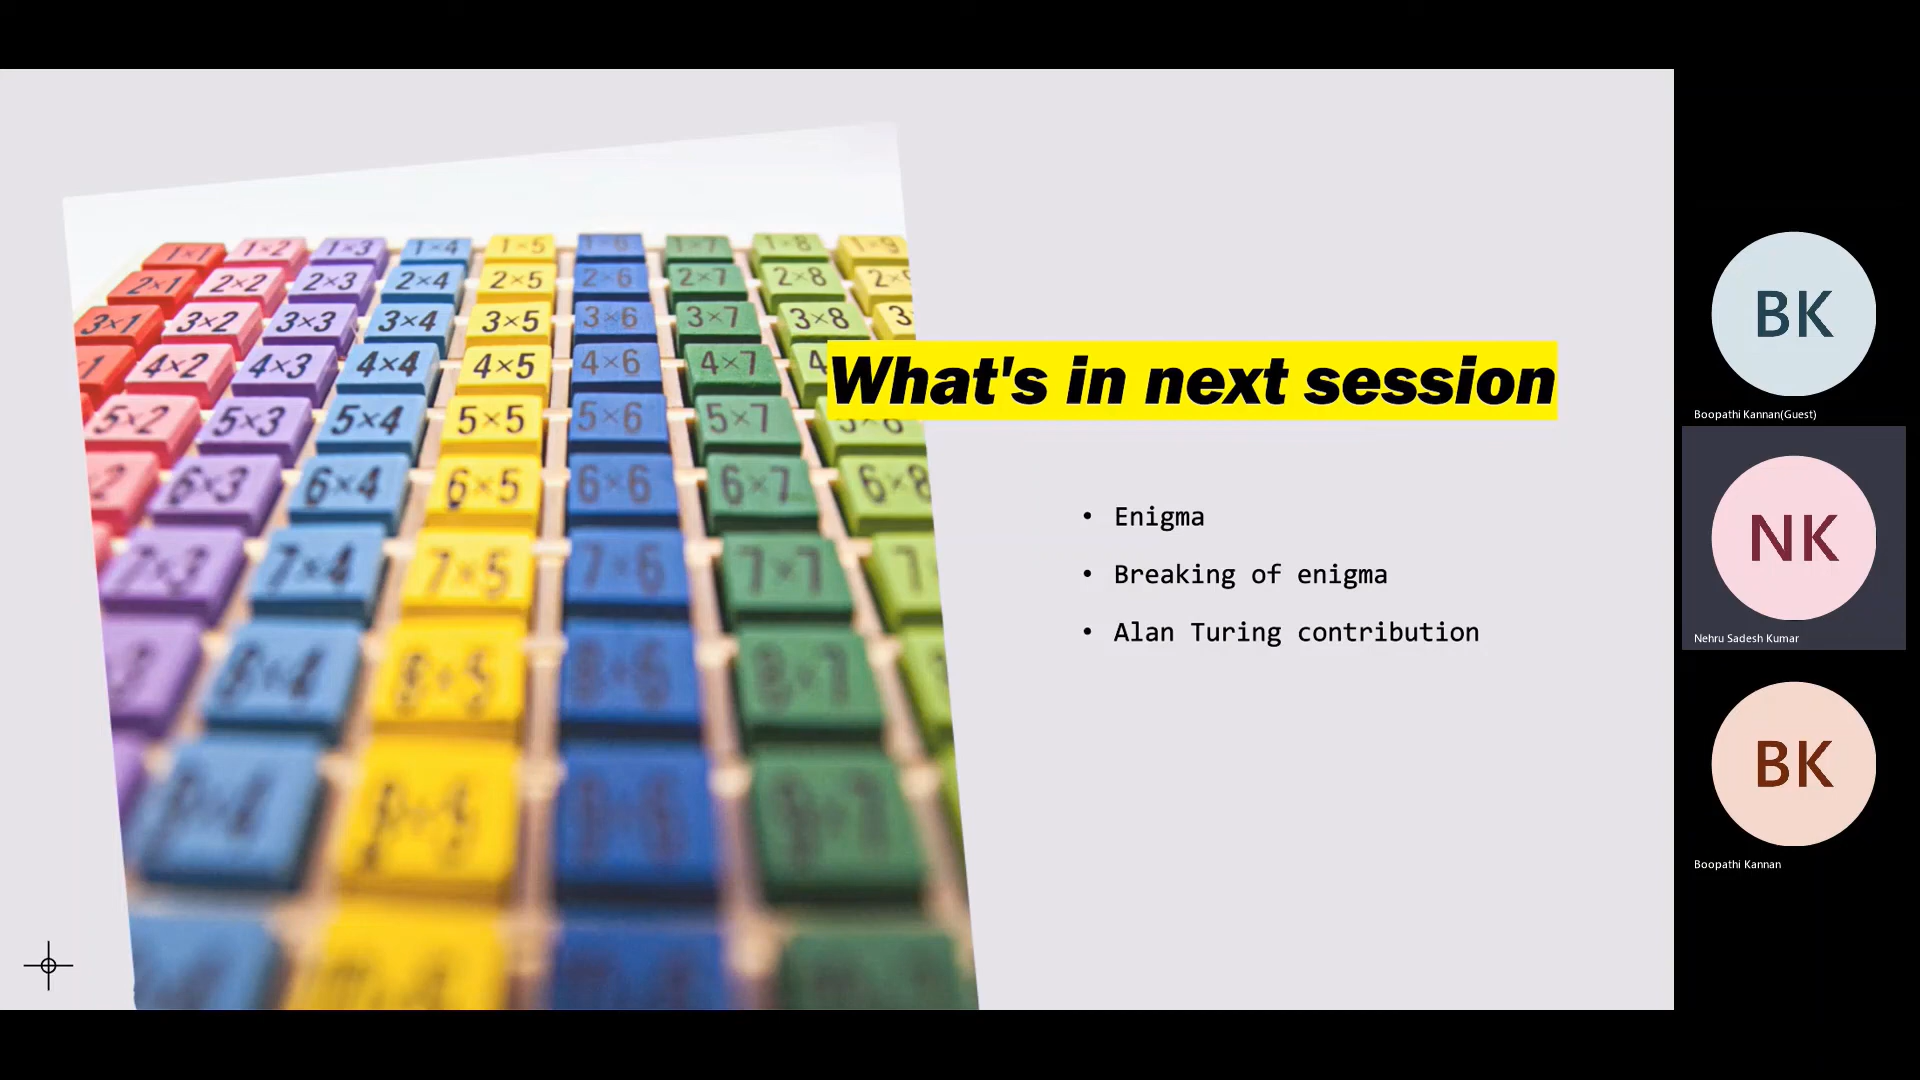 1×1 1×2 1×3 1×4 1×5 1×6 1×7 1×8 1×9
2×1 2×2 2×3 2×4 2×5 2×6 2×7 2×8
3×1 3×2 3×3 3×4 3×5 3×6 3×7 3×8
4×2 4×3 4×4 4×5 4×6 4×7
5×2 5×3 5×4 5×5 5×6 5×7
6×3 6×4 6×5 6×6 6×7 6×8
7×3 7×4 7×5 7×6 7×7
What's in next session
• Enigma
• Breaking of enigma
• Alan Turing contribution
BK
Boopathi Kannan(Guest)
NK
Nehru Sadesh Kumar
BK
Boopathi Kannan